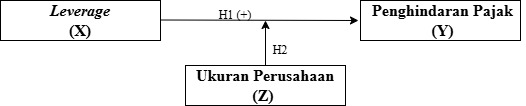 Leverage
(X)
H1 (+)
Penghindaran Pajak
(Y)
H2
Ukuran Perusahaan
(Z)